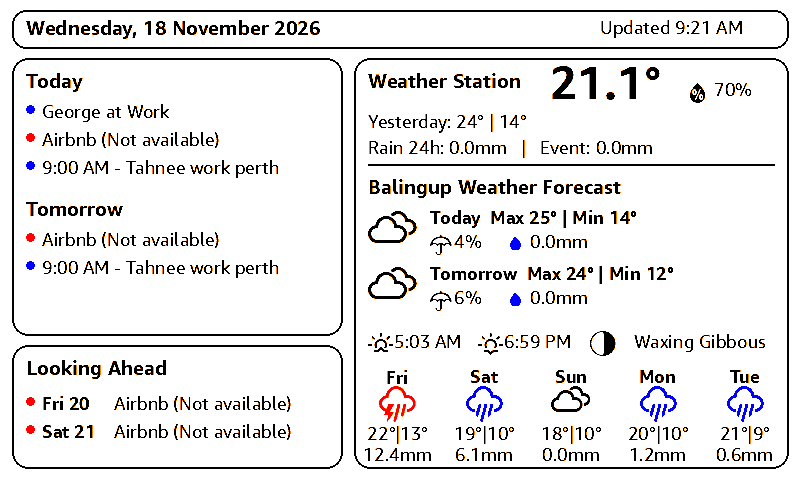 Wednesday, 18 November 2026
Updated 9:21 AM
Today
George at Work
Airbnb (Not available)
9:00 AM - Tahnee work perth
Tomorrow
Airbnb (Not available)
9:00 AM - Tahnee work perth
Looking Ahead
Fri 20 Airbnb (Not available)
Sat 21 Airbnb (Not available)
Weather Station 21.1° % 70%
Yesterday: 24° | 14°
Rain 24h: 0.0mm | Event: 0.0mm
Balingup Weather Forecast
Today Max 25° | Min 14°
4% 0.0mm
Tomorrow Max 24° | Min 12°
6% 0.0mm
5:03 AM 6:59 PM Waxing Gibbous
Fri Sat Sun Mon Tue
22°|13° 19°|10° 18°|10° 20°|10° 21°|9°
12.4mm 6.1mm 0.0mm 1.2mm 0.6mm